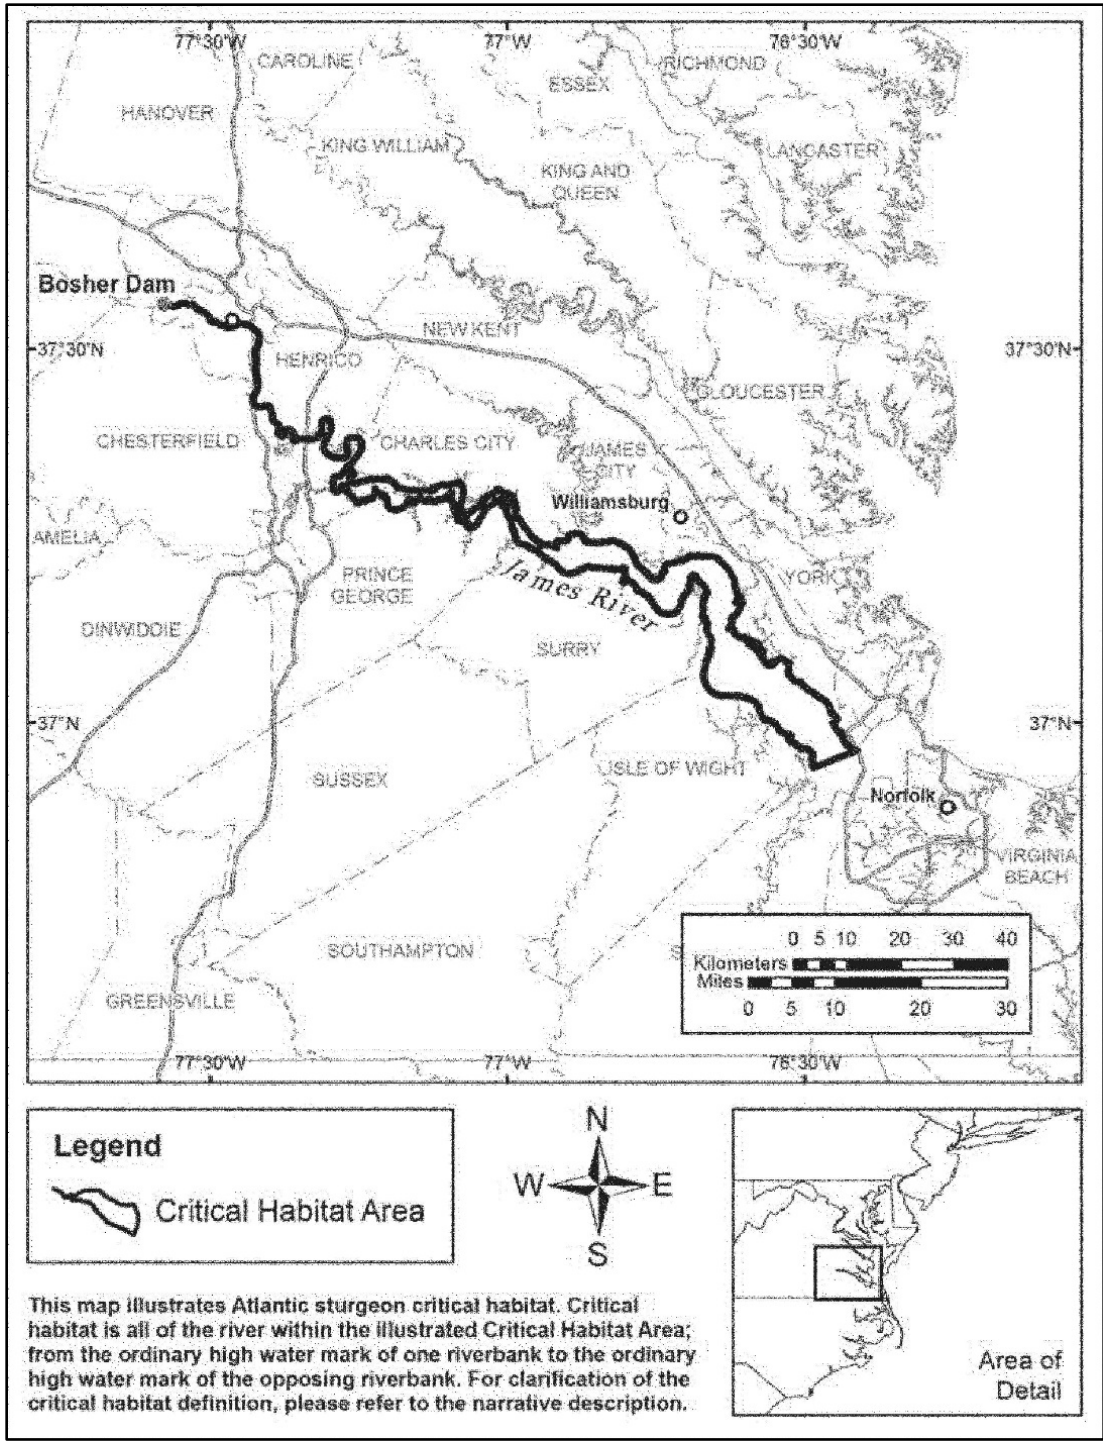 77°30'W
77°W
76°30'W
CAROLINE
RICHMOND
ESSEX
HANOVER
KING WILLIAM
LANCASTER
KING AND
QUEEN
Bosher Dam
NEW KENT
37°30'N
37°30'N
HENRICO
GLOUCESTER
CHESTERFIELD
CHARLES CITY
JAMES
CITY
Williamsburg
AMELIA
James River
PRINCE
GEORGE
YORK
DINWIDDIE
SURRY
37°N
37°N
SUSSEX
ISLE OF WIGHT
Norfolk
VIRGINIA
BEACH
SOUTHAMPTON
0 5 10 20 30 40
Kilometers
Miles
0 5 10 20 30
GREENSVILLE
77°30'W
77°W
76°30'W
Legend
Critical Habitat Area
N
W
E
S
This map illustrates Atlantic sturgeon critical habitat. Critical
habitat is all of the river within the illustrated Critical Habitat Area;
from the ordinary high water mark of one riverbank to the ordinary
high water mark of the opposing riverbank. For clarification of the
critical habitat definition, please refer to the narrative description.
Area of
Detail